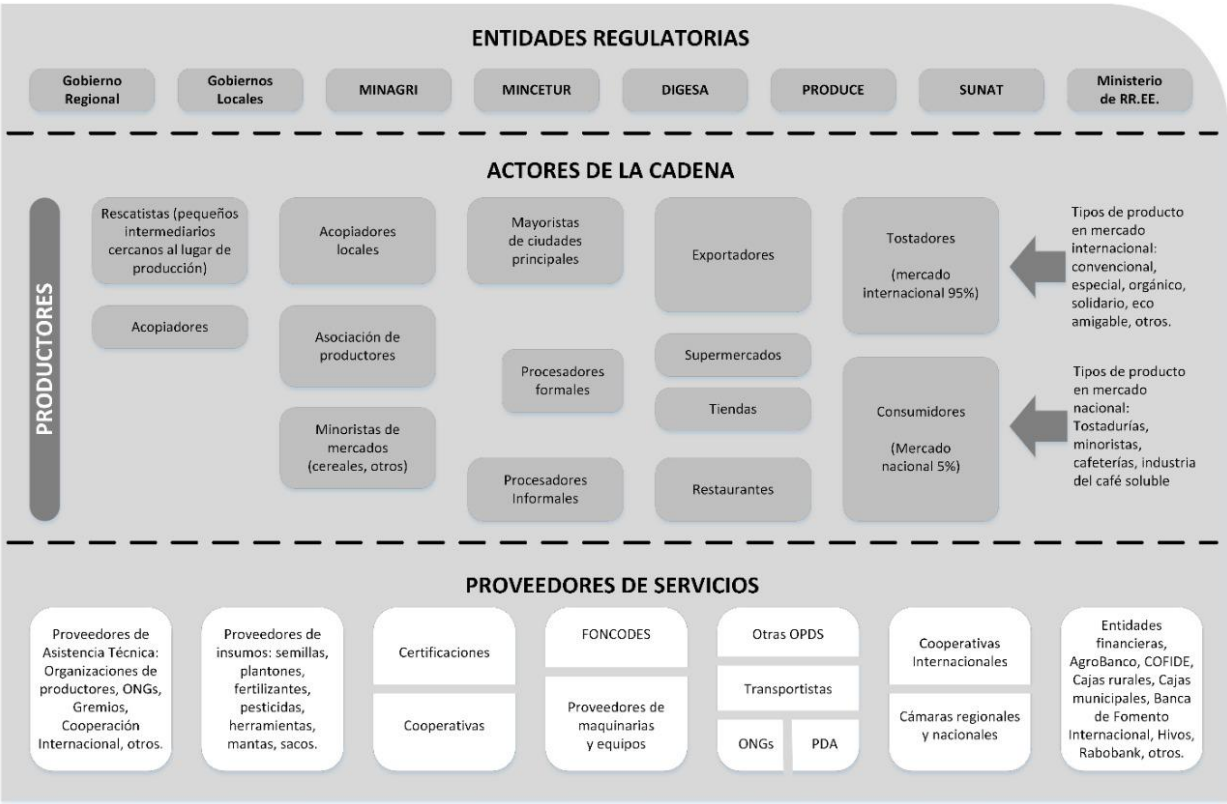 ENTIDADES REGULATORIAS
Gobierno
Regional
Gobiernos
Locales
MINAGRI
MINCETUR
DIGESA
PRODUCE
SUNAT
Ministerio
de RR.EE.
ACTORES DE LA CADENA
PRODUCTORES
Rescatistas (pequeños
intermediarios
cercanos al lugar de
producción)
Acopiadores
Acopiadores
locales
Asociación de
productores
Minoristas de
mercados
(cereales, otros)
Mayoristas
de ciudades
principales
Procesadores
formales
Procesadores
Informales
Exportadores
Supermercados
Tiendas
Restaurantes
Tostadores
(mercado
internacional 95%)
Consumidores
(Mercado
nacional 5%)
Tipos de producto
en mercado
internacional:
convencional,
especial, orgánico,
solidario, eco
amigable, otros.
Tipos de producto
en mercado
nacional:
Tostadurías,
minoristas,
cafeterías, industria
del café soluble
PROVEEDORES DE SERVICIOS
Proveedores de
Asistencia Técnica:
Organizaciones de
productores, ONGs,
Gremios,
Cooperación
Internacional, otros.
Proveedores de
insumos: semillas,
plantones,
fertilizantes,
pesticidas,
herramientas,
mantas, sacos.
Certificaciones
Cooperativas
FONCODES
Proveedores de
maquinarias
y equipos
Otras OPDS
Transportistas
ONGs
PDA
Cooperativas
Internacionales
Cámaras regionales
y nacionales
Entidades
financieras,
AgroBanco, COFIDE,
Cajas rurales, Cajas
municipales, Banca
de Fomento
Internacional, Hivos,
Rabobank, otros.